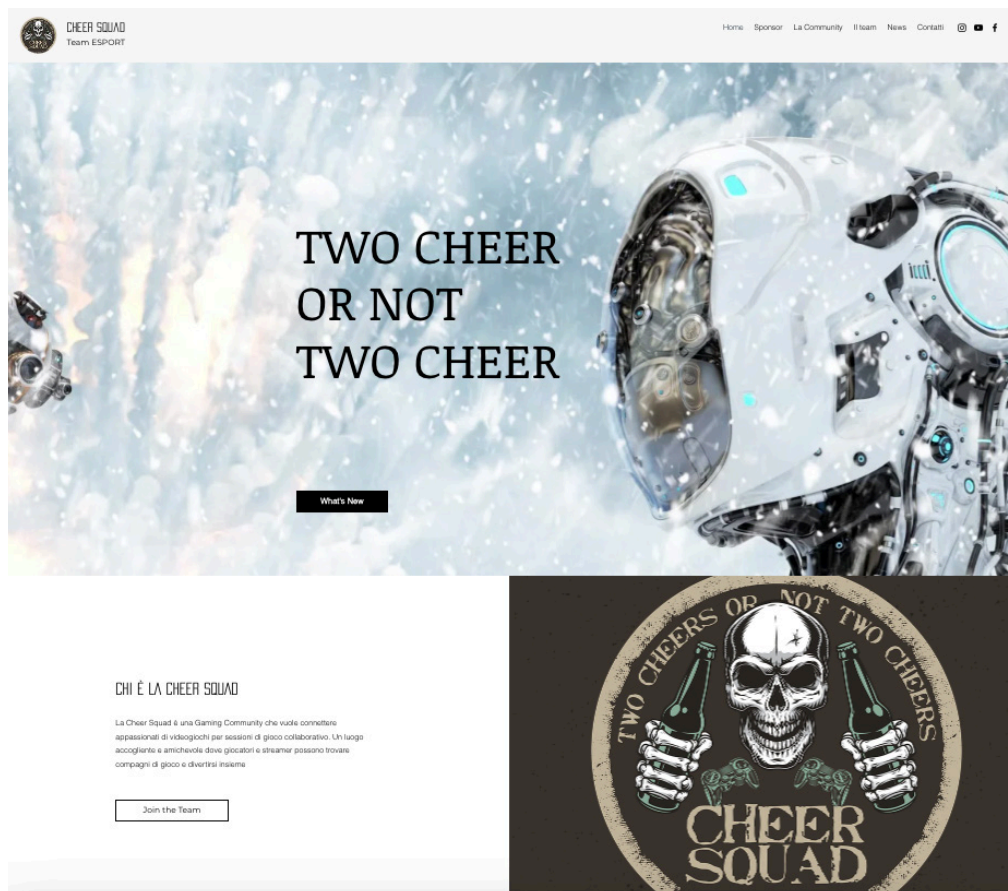 CHEER SQUAD
Team ESPORT
Home Sponsor La Community Il team News Contatti
TWO CHEER
OR NOT
TWO CHEER
What's New
CHI È LA CHEER SQUAD
La Cheer Squad è una Gaming Community che vuole connettere
appassionati di videogiochi per sessioni di gioco collaborativo. Un luogo
accogliente e amichevole dove giocatori e streamer possono trovare
compagni di gioco e divertirsi insieme
Join the Team
TWO CHEERS OR NOT TWO CHEERS
CHEER
SQUAD